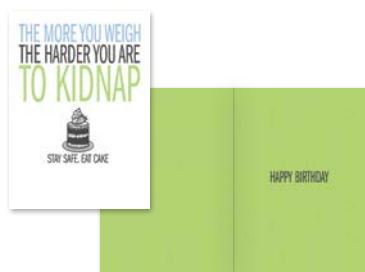 THE MORE YOU WEIGH
THE HARDER YOU ARE
TO KIDNAP
STAY SAFE. EAT CAKE
HAPPY BIRTHDAY